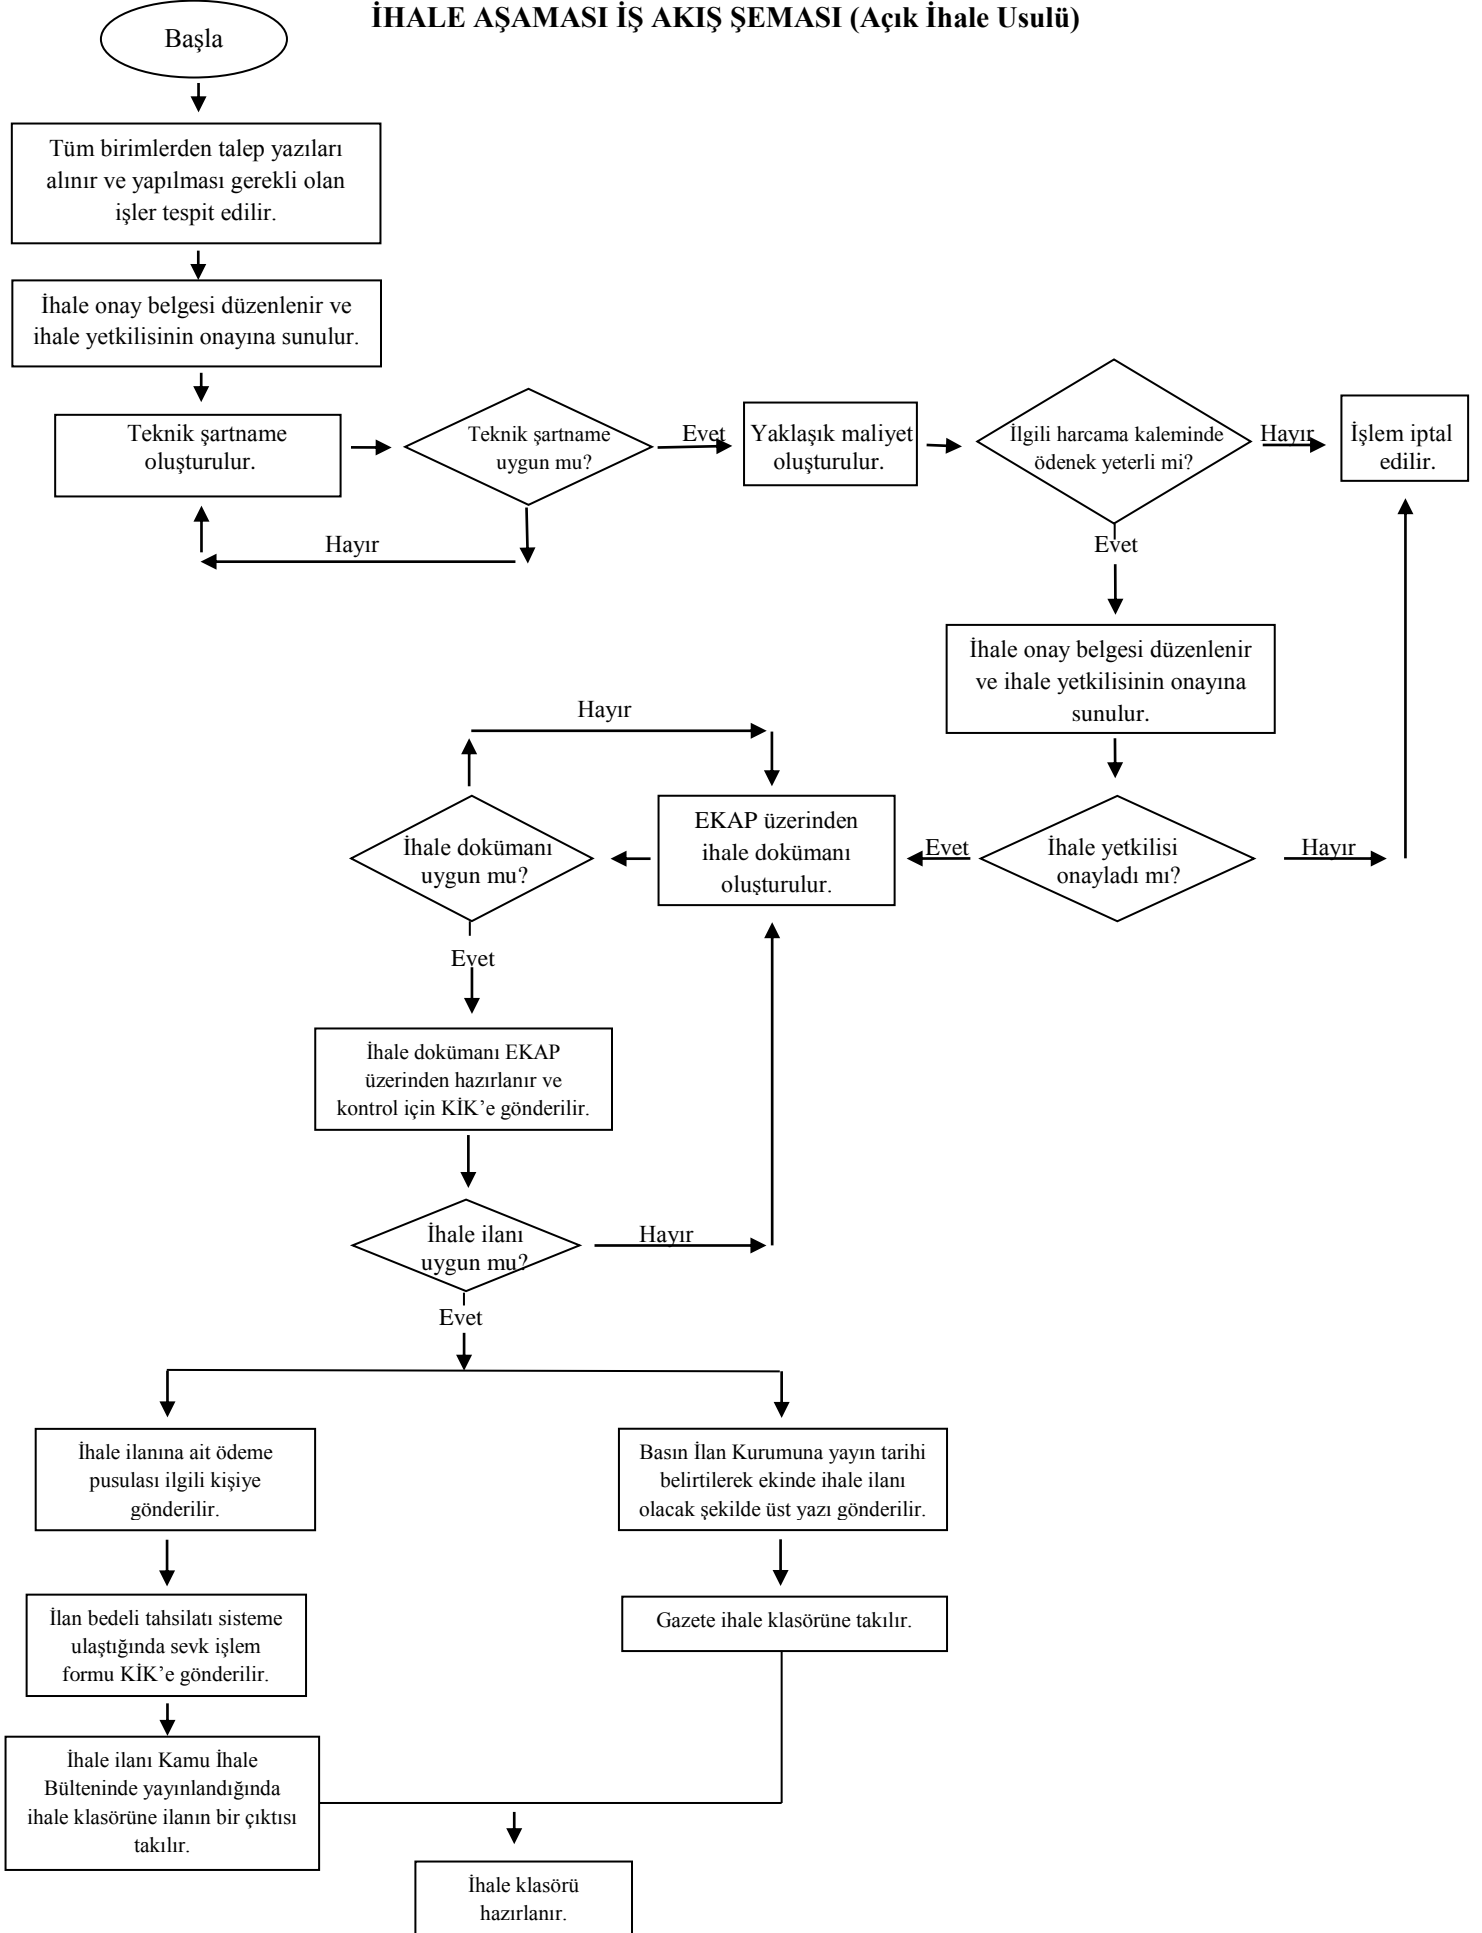 İHALE AŞAMASI İŞ AKIŞ ŞEMASI (Açık İhale Usulü)
Başla
Tüm birimlerden talep yazıları
alınır ve yapılması gerekli olan
işler tespit edilir.
İhale onay belgesi düzenlenir ve
ihale yetkilisinin onayına sunulur.
Teknik şartname
oluşturulur.
Teknik şartname
uygun mu?
Evet
Hayır
Yaklaşık maliyet
oluşturulur.
İlgili harcama kaleminde
ödenek yeterli mi?
Hayır
İşlem iptal
edilir.
Evet
İhale onay belgesi düzenlenir
ve ihale yetkilisinin onayına
sunulur.
İhale yetkilisi
onayladı mı?
Hayır
Evet
EKAP üzerinden
ihale dokümanı
oluşturulur.
İhale dokümanı
uygun mu?
Hayır
Evet
İhale dokümanı EKAP
üzerinden hazırlanır ve
kontrol için KİK’e gönderilir.
İhale ilanı
uygun mu?
Hayır
Evet
İhale ilanına ait ödeme
pusulası ilgili kişiye
gönderilir.
Basın İlan Kurumuna yayın tarihi
belirtilerek ekinde ihale ilanı
olacak şekilde üst yazı gönderilir.
İlan bedeli tahsilatı sisteme
ulaştığında sevk işlem
formu KİK’e gönderilir.
Gazete ihale klasörüne takılır.
İhale ilanı Kamu İhale
Bülteninde yayınlandığında
ihale klasörüne ilanın bir çıktısı
takılır.
İhale klasörü
hazırlanır.